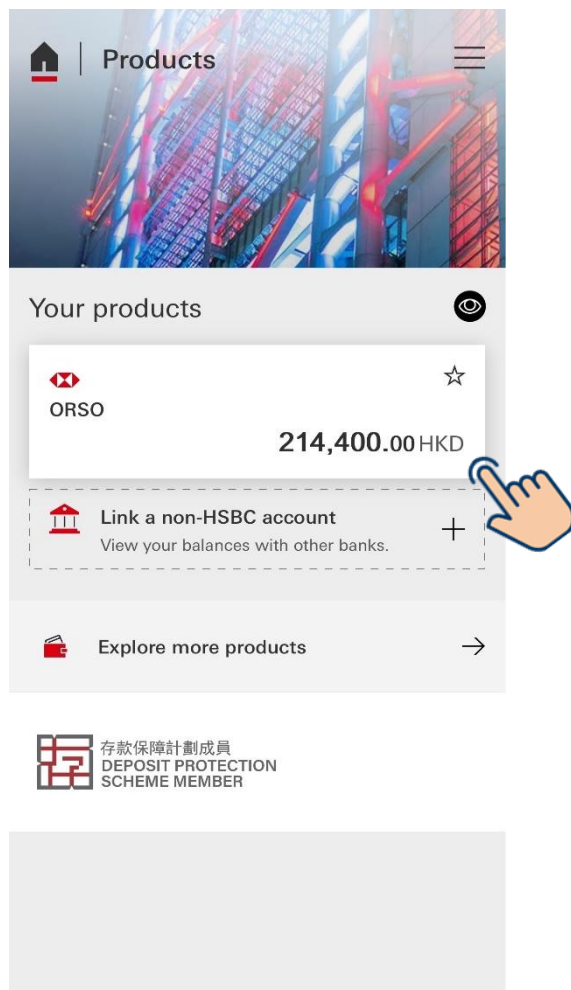 Products
Your products
ORSO
214,400.00 HKD
Link a non-HSBC account
View your balances with other banks.
Explore more products
存款保障計劃成員
DEPOSIT PROTECTION
SCHEME MEMBER